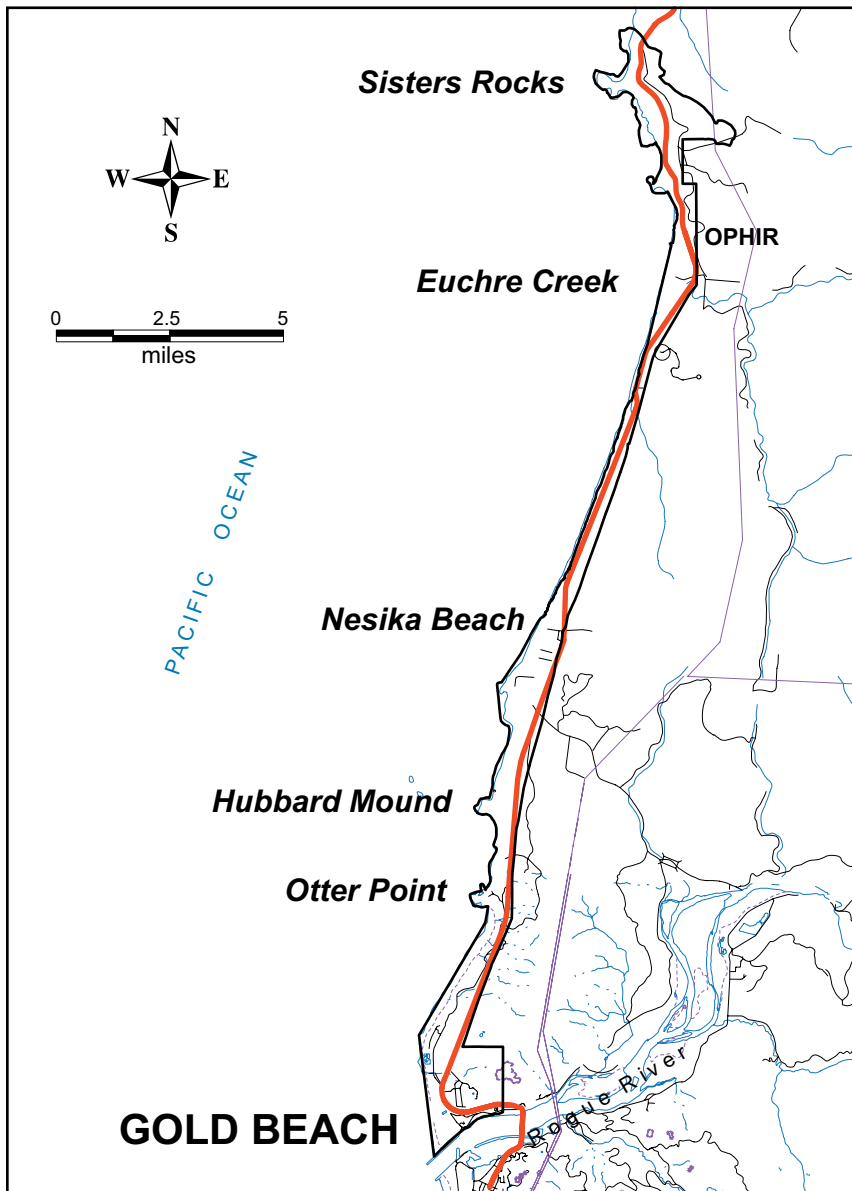 Sisters Rocks
N
W E
S
OPHIR
Euchre Creek
0 2.5 5
miles
PACIFIC OCEAN
Nesika Beach
Hubbard Mound
Otter Point
Rogue River
GOLD BEACH